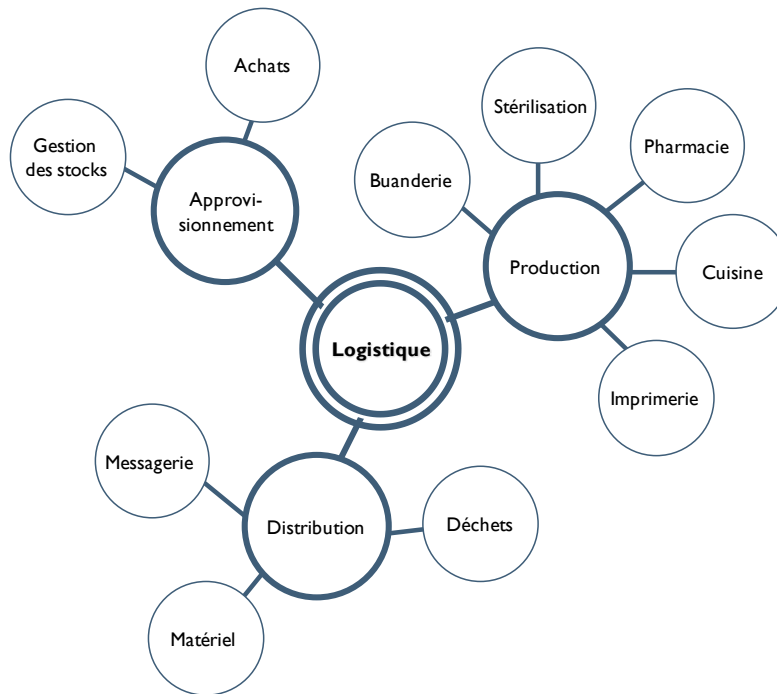 Achats
Gestion
des stocks
Approvi-
sionnement
Stérilisation
Pharmacie
Buanderie
Production
Cuisine
Imprimerie
Logistique
Messagerie
Distribution
Déchets
Matériel